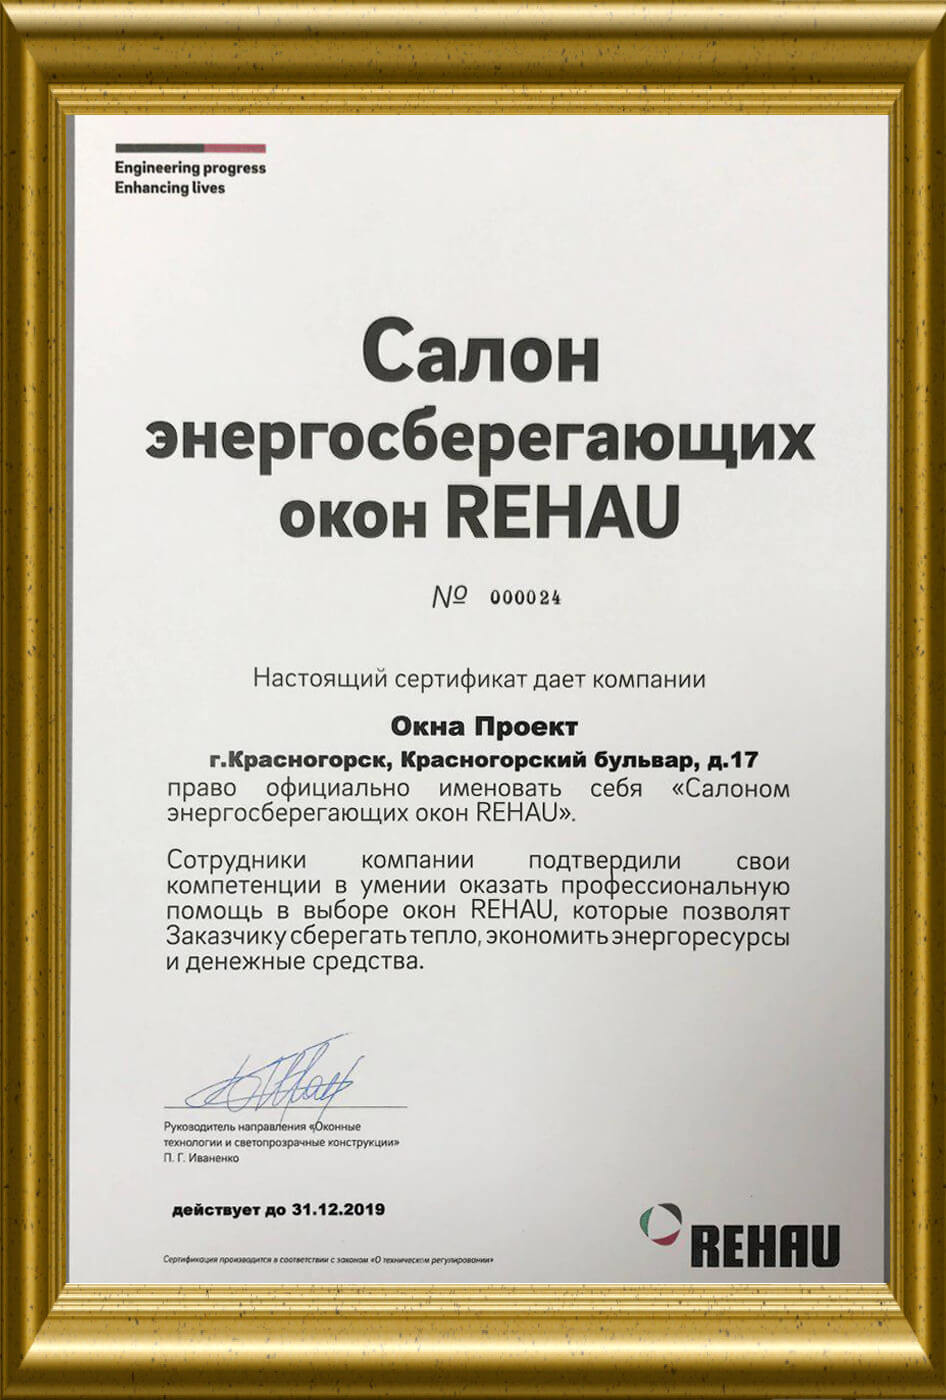 Engineering progress
Enhancing lives
Салон
энергосберегающих
окон REHAU
№ 000024
Настоящий сертификат дает компании
Окна Проект
г.Красногорск, Красногорский бульвар, д.17
право официально именовать себя «Салоном
энергосберегающих окон REHAU».
Сотрудники компании подтвердили свои
компетенции в умении оказать профессиональную
помощь в выборе окон REHAU, которые позволят
Заказчику сберегать тепло, экономить энергоресурсы
и денежные средства.
Руководитель направления «Оконные
технологии и светопрозрачные конструкции»
П. Г. Иваненко
действует до 31.12.2019
Сертификация производится в соответствии с законом «О техническом регулировании»
REHAU